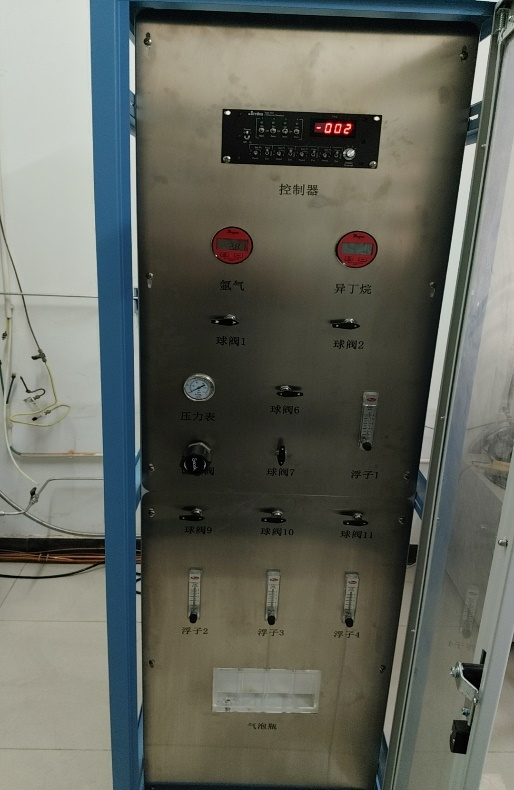 -002
控制器
氩气
异丁烷
球阀1
球阀2
压力表
球阀6
阀
球阀7
浮子1
球阀9
球阀10
球阀11
浮子2
浮子3
浮子4
气泡瓶